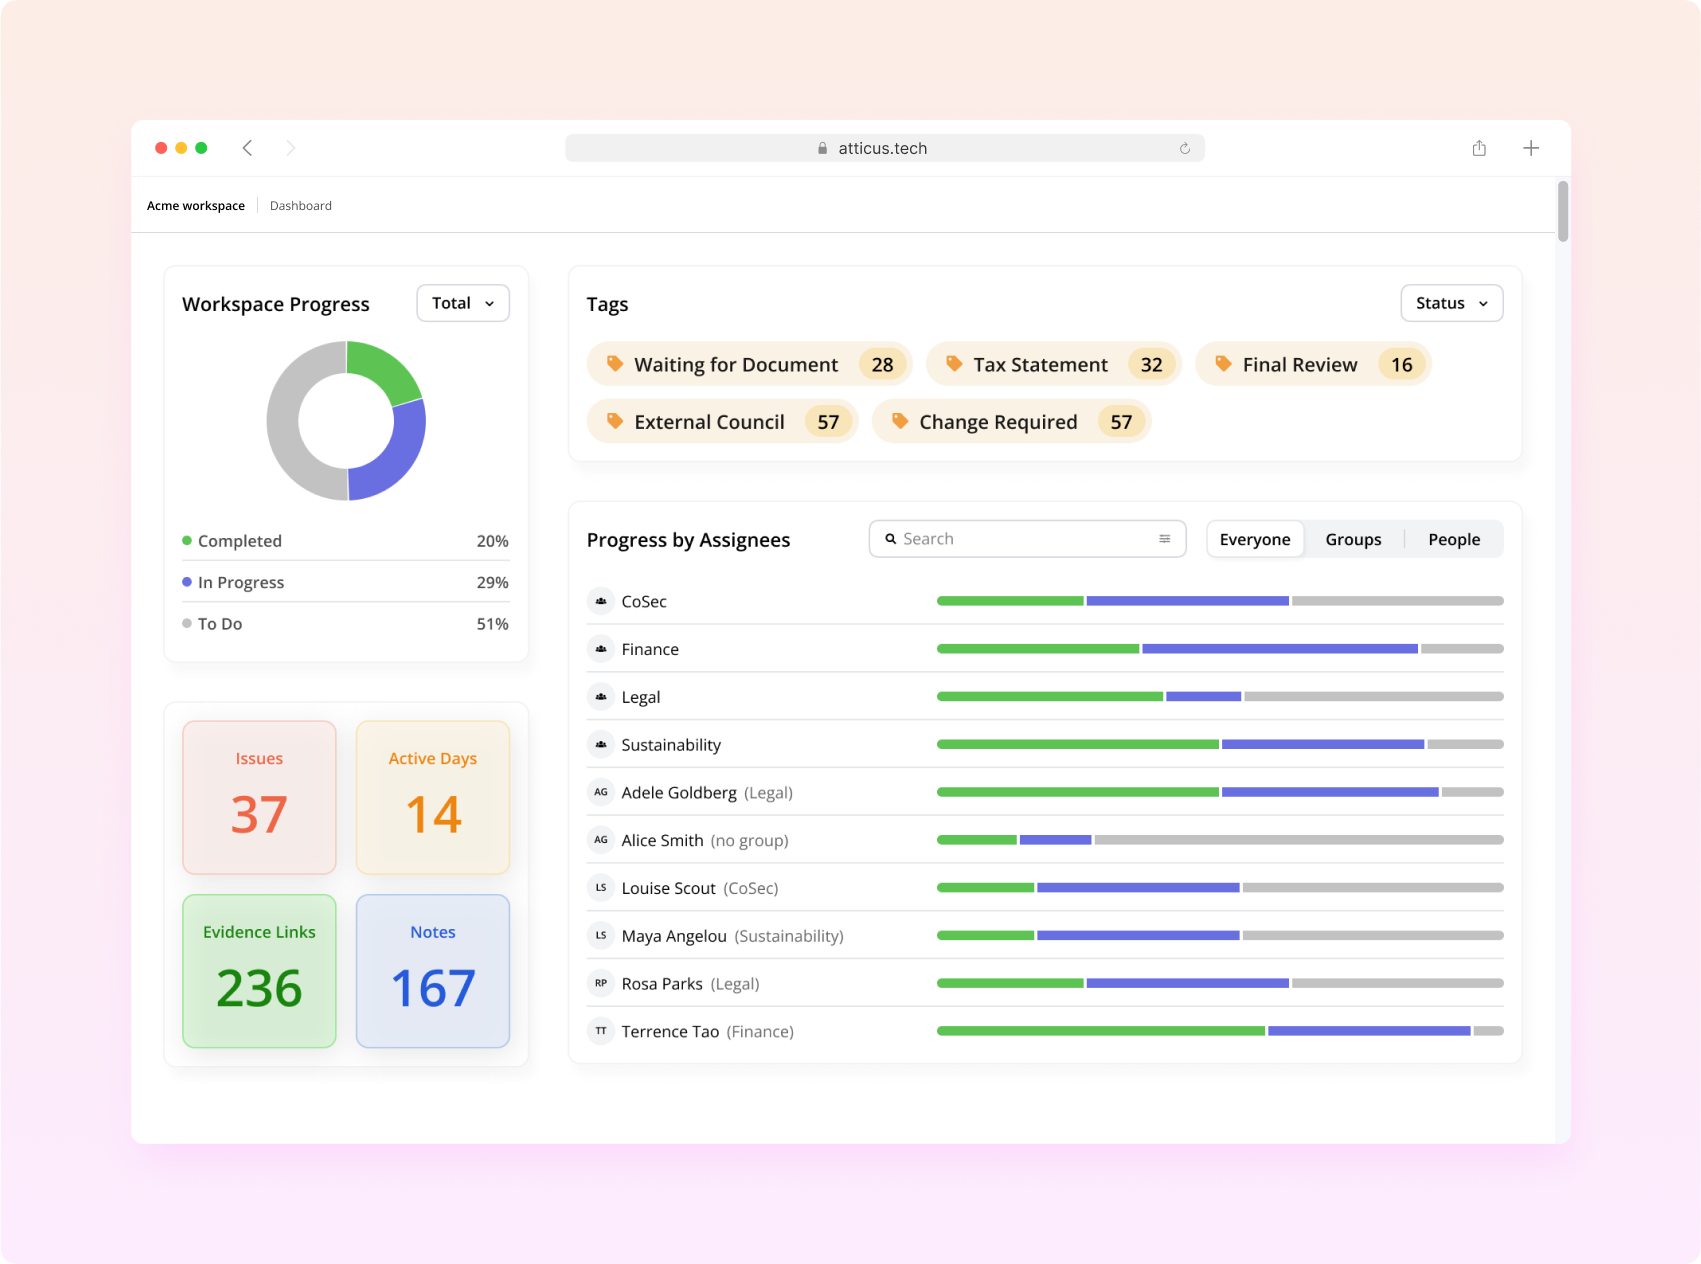 atticus.tech
Acme workspace Dashboard
Workspace Progress Total
Completed 20%
In Progress 29%
To Do 51%
Issues
37
Active Days
14
Evidence Links
236
Notes
167
Tags Status
Waiting for Document 28 Tax Statement 32 Final Review 16
External Council 57 Change Required 57
Progress by Assignees Search Everyone Groups People
CoSec
Finance
Legal
Sustainability
AG Adele Goldberg (Legal)
AG Alice Smith (no group)
LS Louise Scout (CoSec)
LS Maya Angelou (Sustainability)
RP Rosa Parks (Legal)
TT Terrence Tao (Finance)